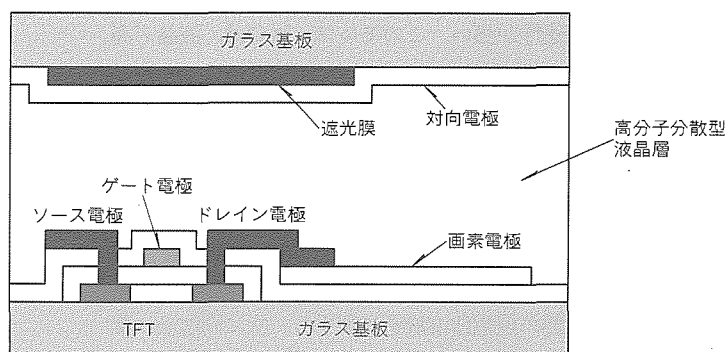 ガラス基板
遮光膜
対向電極
高分子分散型
液晶層
ゲート電極
ソース電極
ドレイン電極
画素電極
TFT
ガラス基板